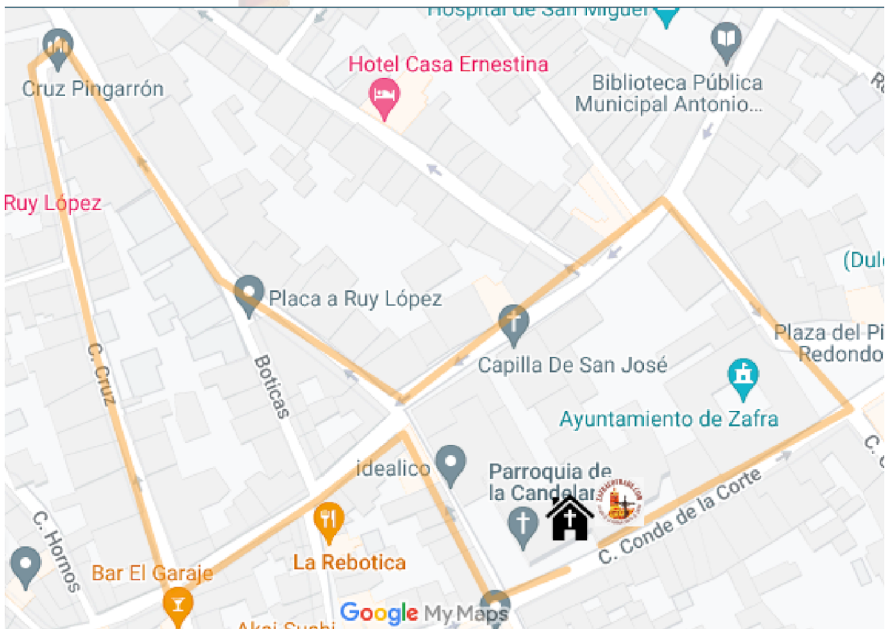 Hospital de San Miguel
Hotel Casa Ernestina
Cruz Pingarrón
Biblioteca Pública
Municipal Antonio...
Ruy López
(Dul
Placa a Ruy López
Plaza del Pi
Redondo
Capilla De San José
C. Cruz
Boticas
Ayuntamiento de Zafra
idealico
Parroquia de
la Candelar
C. Conde de la Corte
C. Hornos
La Rebotica
Bar El Garaje
Google My Maps
Akai Sushi